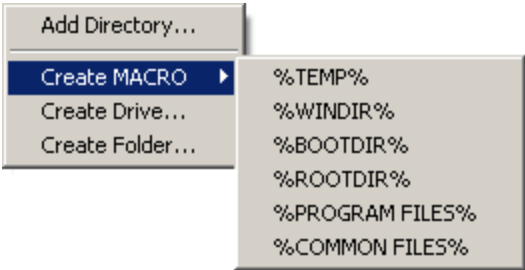 Add Directory...
Create MACRO
Create Drive...
Create Folder...
%TEMP%
%WINDIR%
%BOOTDIR%
%ROOTDIR%
%PROGRAM FILES%
%COMMON FILES%